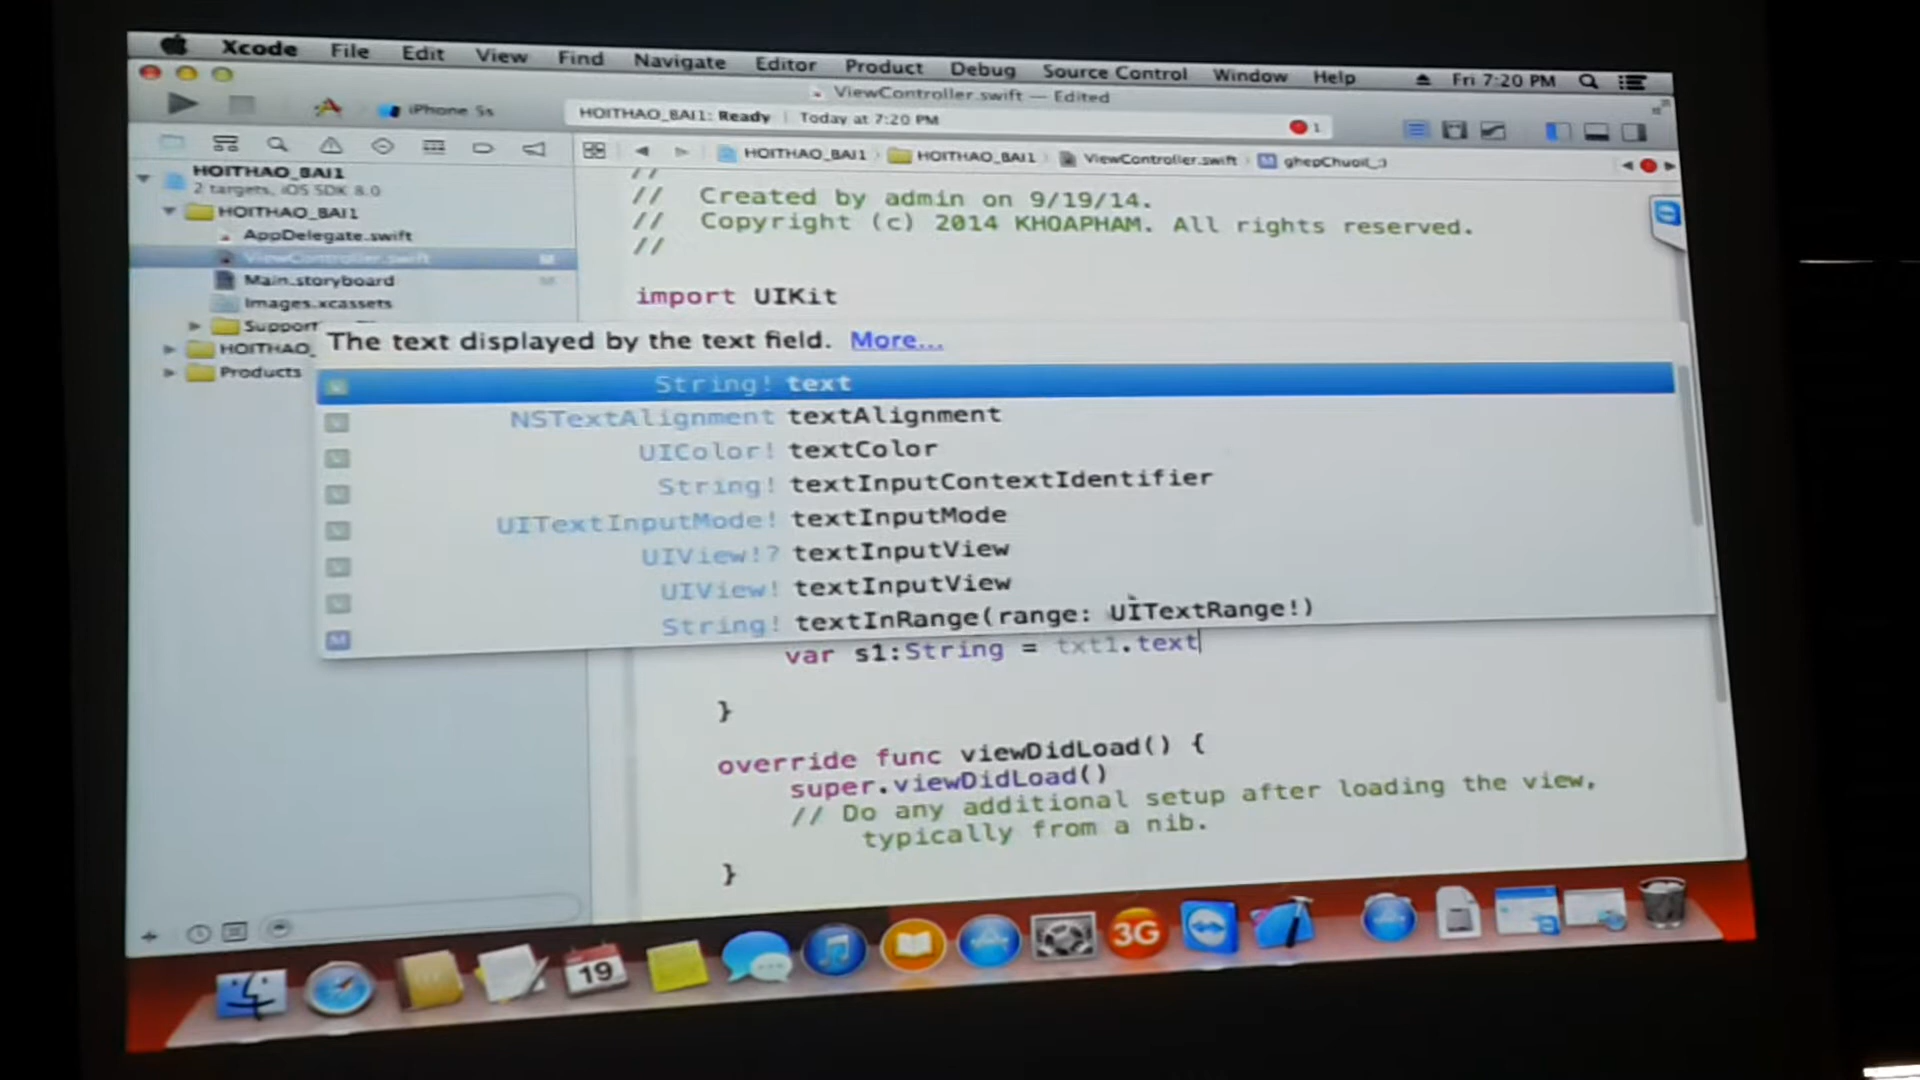 Xcode File Edit View Find Navigate Editor Product Debug Source Control Window Help Fri 7:20 PM
ViewController.swift — Edited
iPhone 5s
HOITHAO_BAI1: Ready | Today at 7:20 PM
1
HOITHAO_BAI1
2 targets, iOS SDK 8.0
HOITHAO_BAI1
AppDelegate.swift
ViewController.swift
M
Main.storyboard
M
Images.xcassets
Support
HOITHAO_
Products
HOITHAO_BAI1 HOITHAO_BAI1 ViewController.swift M ghepChuoi(_:)
//
// Created by admin on 9/19/14.
// Copyright (c) 2014 KHOAPHAM. All rights reserved.
//
import UIKit
The text displayed by the text field. More...
V String! text
V NSTextAlignment textAlignment
V UIColor! textColor
V String! textInputContextIdentifier
V UITextInputMode! textInputMode
V UIView!? textInputView
V UIView! textInputView
M String! textInRange(range: UITextRange!)
var s1:String = txt1.text
}
override func viewDidLoad() {
super.viewDidLoad()
// Do any additional setup after loading the view,
typically from a nib.
}
19
3G